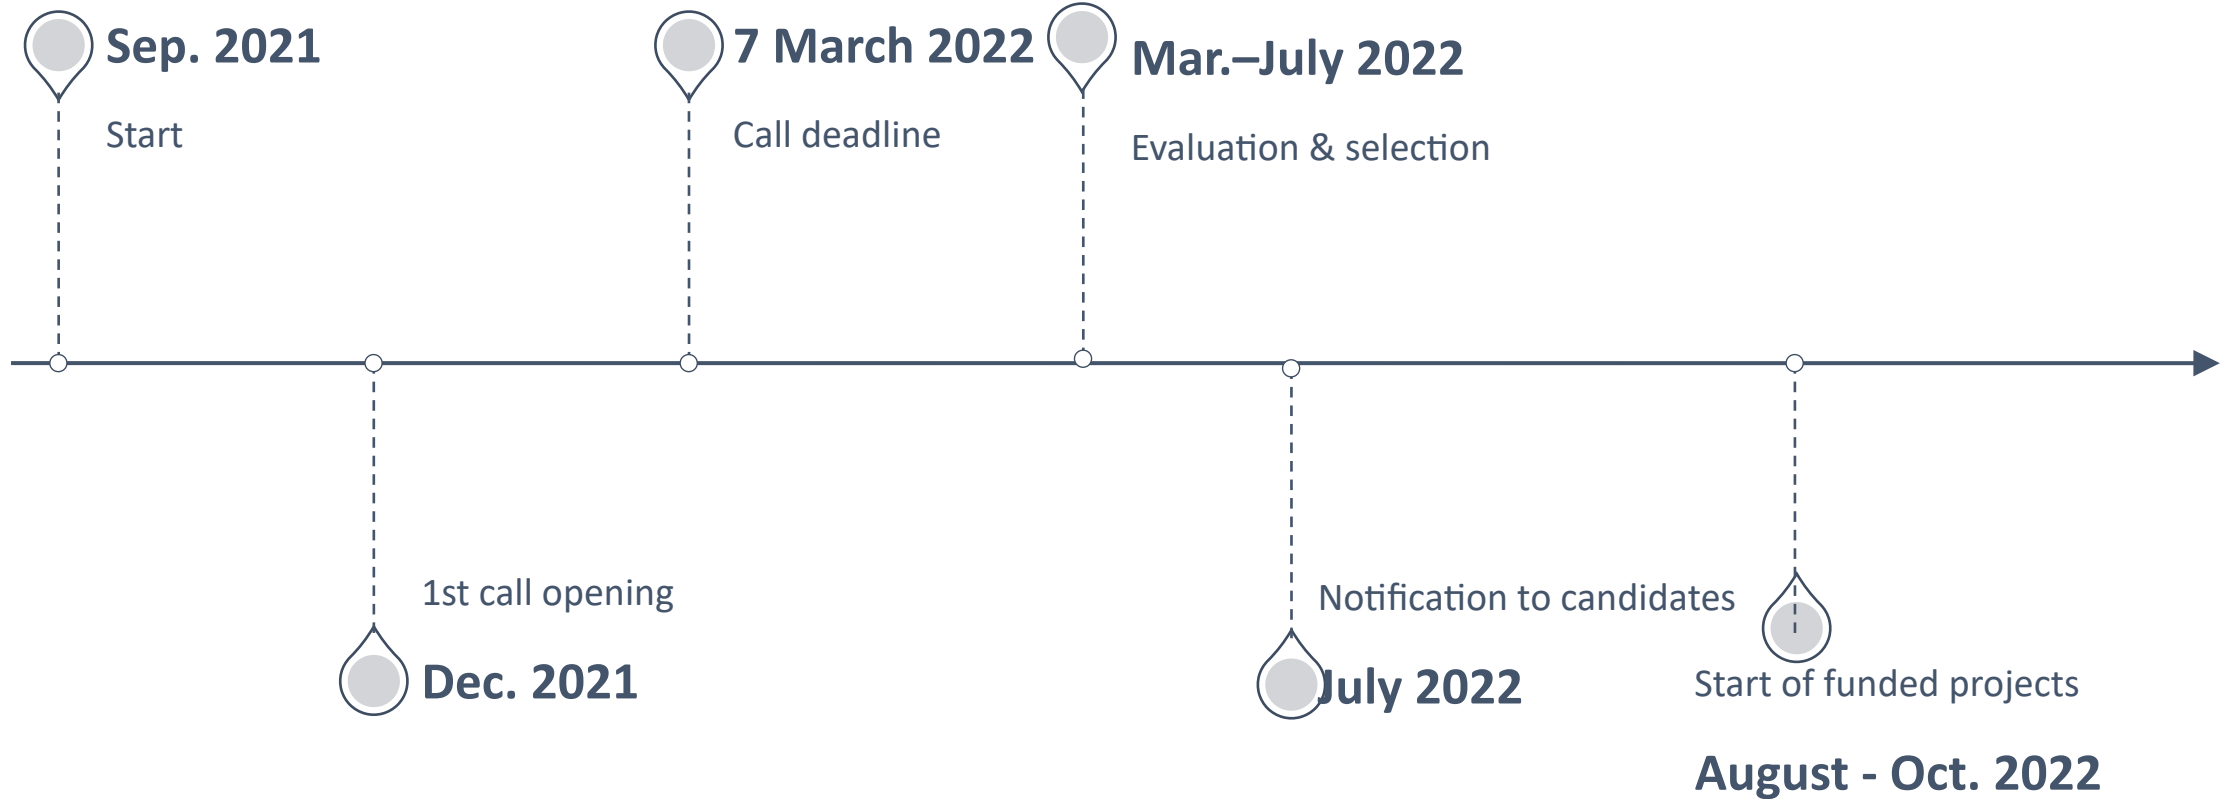 Sep. 2021
Start
7 March 2022
Call deadline
Mar.–July 2022
Evaluation & selection
1st call opening
Dec. 2021
Notification to candidates
July 2022
Start of funded projects
August - Oct. 2022